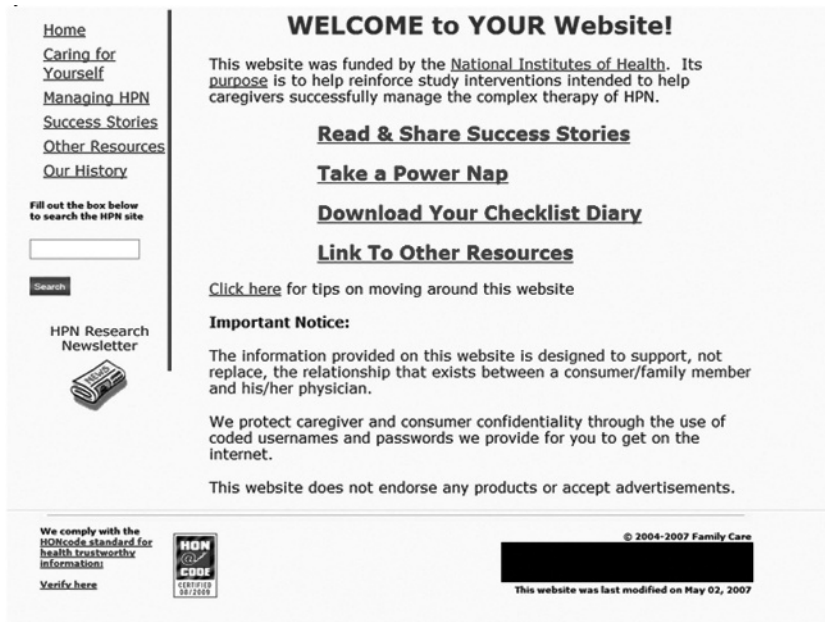 Home
Caring for
Yourself
Managing HPN
Success Stories
Other Resources
Our History
Fill out the box below
to search the HPN site
Search
HPN Research
Newsletter
NEWS
WELCOME to YOUR Website!
This website was funded by the National Institutes of Health.  Its
purpose is to help reinforce study interventions intended to help
caregivers successfully manage the complex therapy of HPN.
Read & Share Success Stories
Take a Power Nap
Download Your Checklist Diary
Link To Other Resources
Click here for tips on moving around this website
Important Notice:
The information provided on this website is designed to support, not
replace, the relationship that exists between a consumer/family member
and his/her physician.
We protect caregiver and consumer confidentiality through the use of
coded usernames and passwords we provide for you to get on the
internet.
This website does not endorse any products or accept advertisements.
We comply with the
HONcode standard for
health trustworthy
information:
Verify here
HON
@
CODE
CERTIFIED
08/2009
© 2004-2007 Family Care
This website was last modified on May 02, 2007